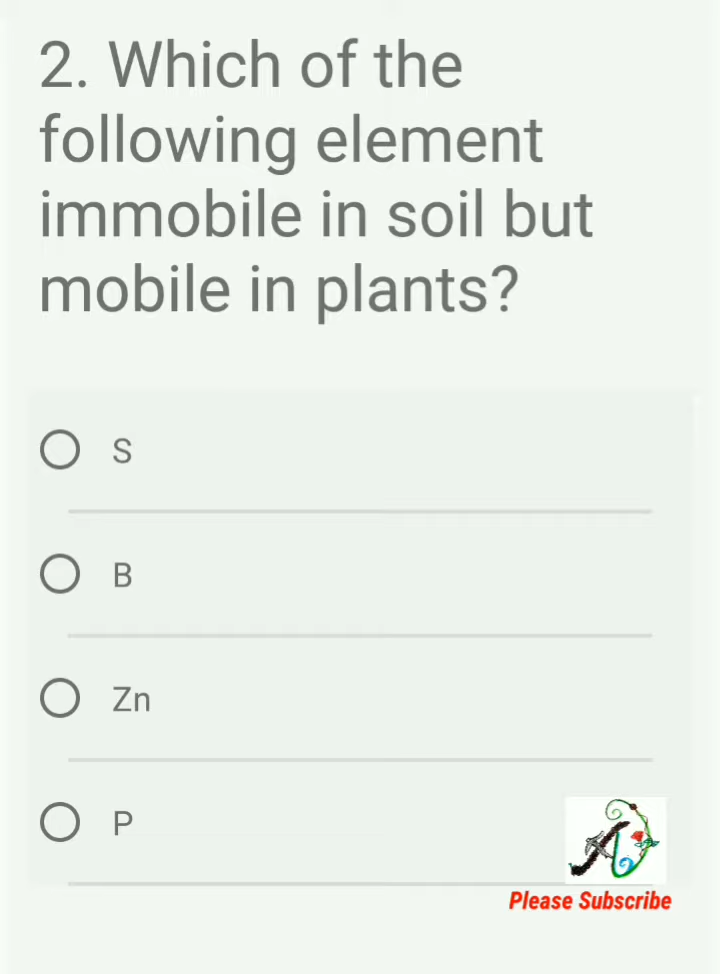 2. Which of the
following element
immobile in soil but
mobile in plants?
S
B
Zn
P
Please Subscribe